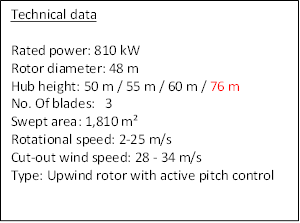 Technical data
Rated power: 810 kW
Rotor diameter: 48 m
Hub height: 50 m / 55 m / 60 m / 76 m
No. Of blades:   3
Swept area: 1,810 m²
Rotational speed: 2-25 m/s
Cut-out wind speed: 28 - 34 m/s
Type: Upwind rotor with active pitch control